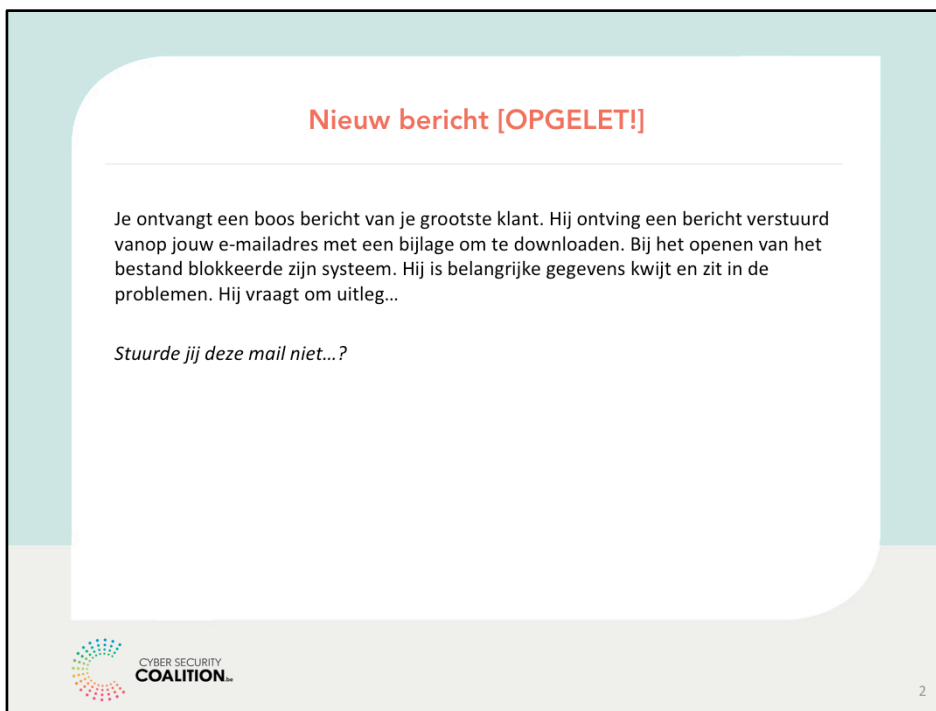 Nieuw bericht [OPGELET!]
Je ontvangt een boos bericht van je grootste klant. Hij ontving een bericht verstuurd
vanop jouw e-mailadres met een bijlage om te downloaden. Bij het openen van het
bestand blokkeerde zijn systeem. Hij is belangrijke gegevens kwijt en zit in de
problemen. Hij vraagt om uitleg...
Stuurde jij deze mail niet...?
CYBER SECURITY
COALITION.be
2